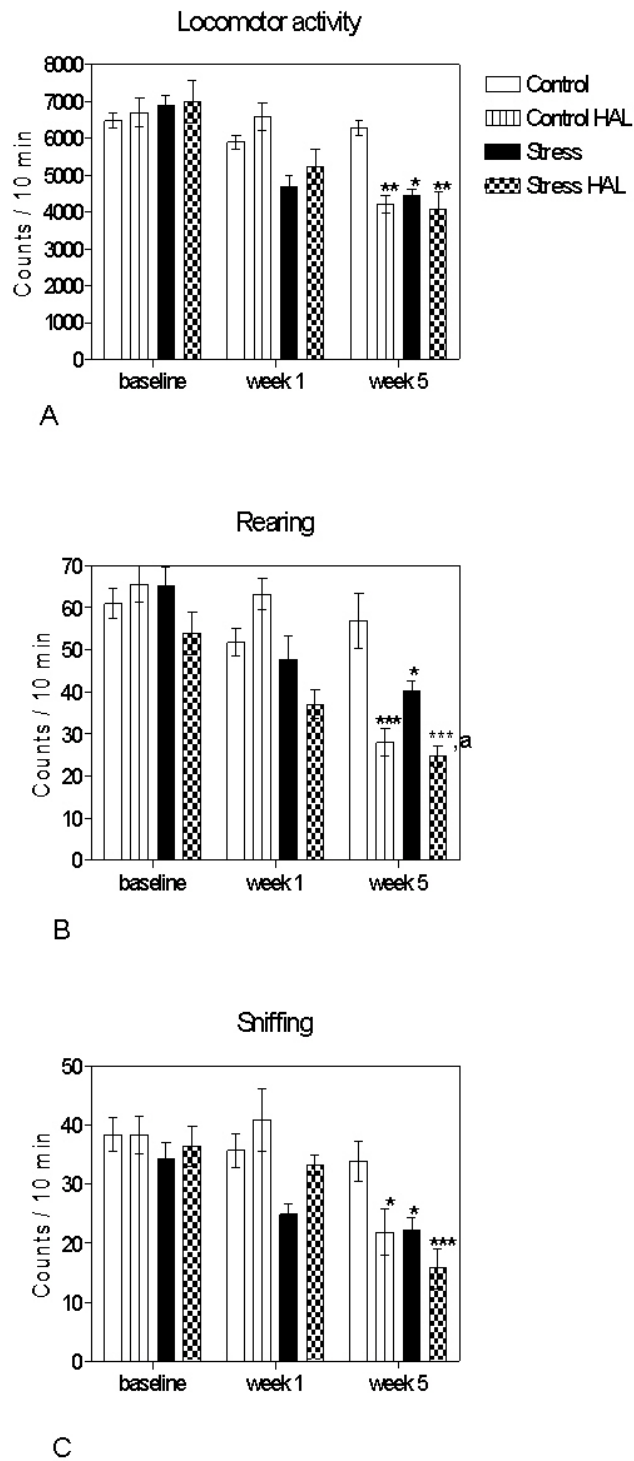 Locomotor activity
8000
7000
6000
5000
4000
3000
2000
1000
0
Counts / 10 min
** * **
baseline week 1 week 5
Control
Control HAL
Stress
Stress HAL
A
Rearing
70
60
50
40
30
20
10
0
Counts / 10 min
*** * ***,a
baseline week 1 week 5
B
Sniffing
50
40
30
20
10
0
Counts / 10 min
* * ***
baseline week 1 week 5
C